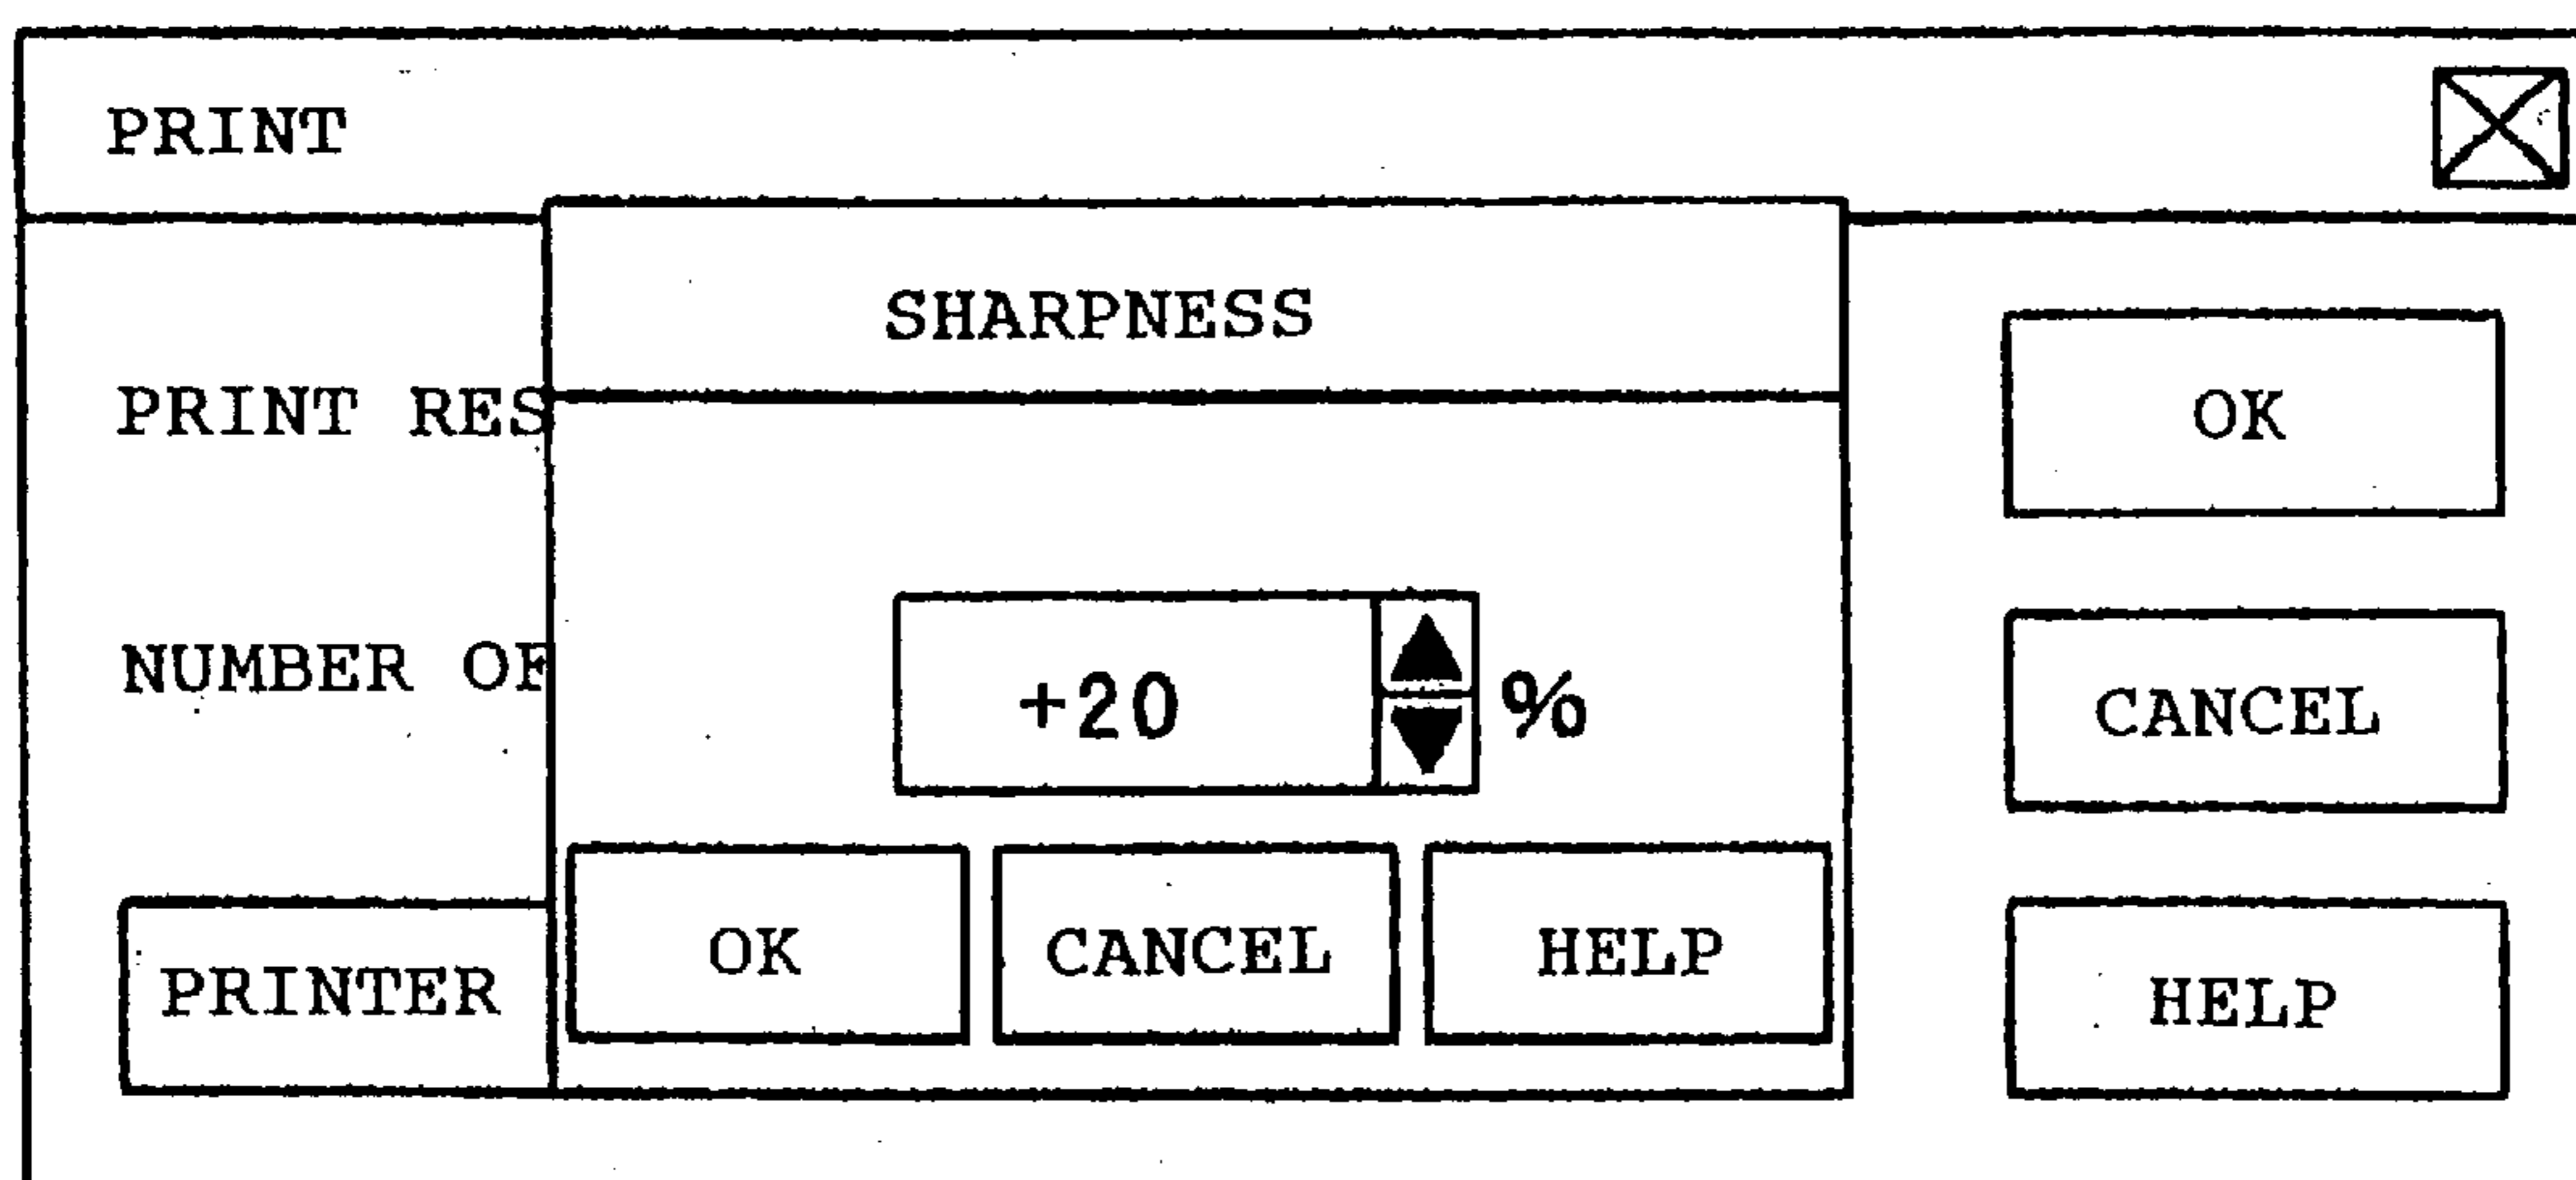 PRINT
SHARPNESS
PRINT RES
OK
NUMBER OF
+20 %
CANCEL
PRINTER
OK CANCEL HELP
HELP